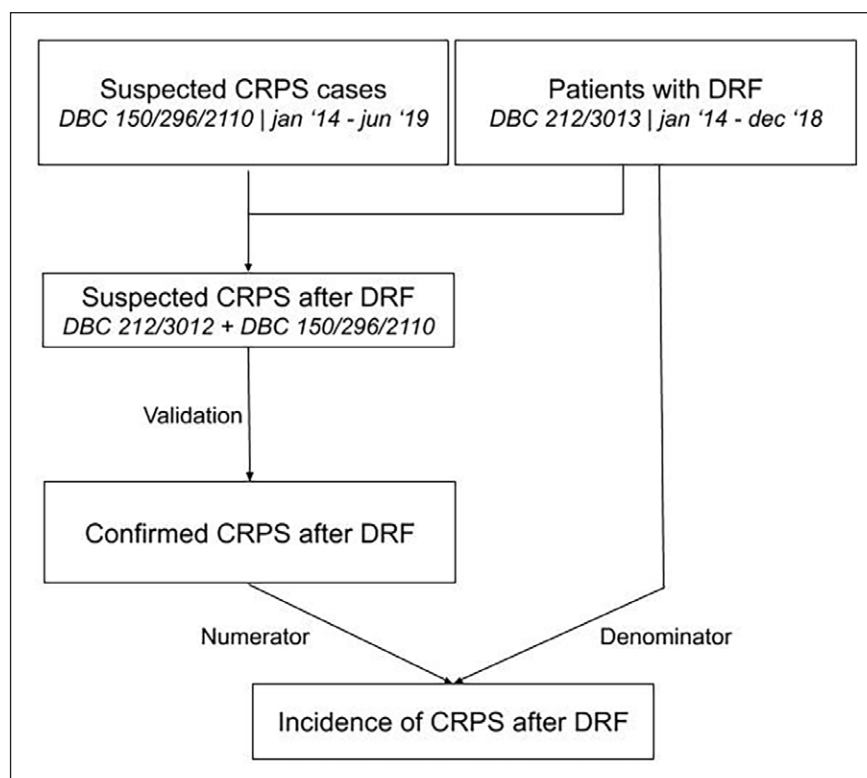 Suspected CRPS cases
DBC 150/296/2110 | jan ‘14 - jun ‘19
Patients with DRF
DBC 212/3013 | jan ‘14 - dec ‘18
Suspected CRPS after DRF
DBC 212/3012 + DBC 150/296/2110
Validation
Confirmed CRPS after DRF
Numerator
Denominator
Incidence of CRPS after DRF